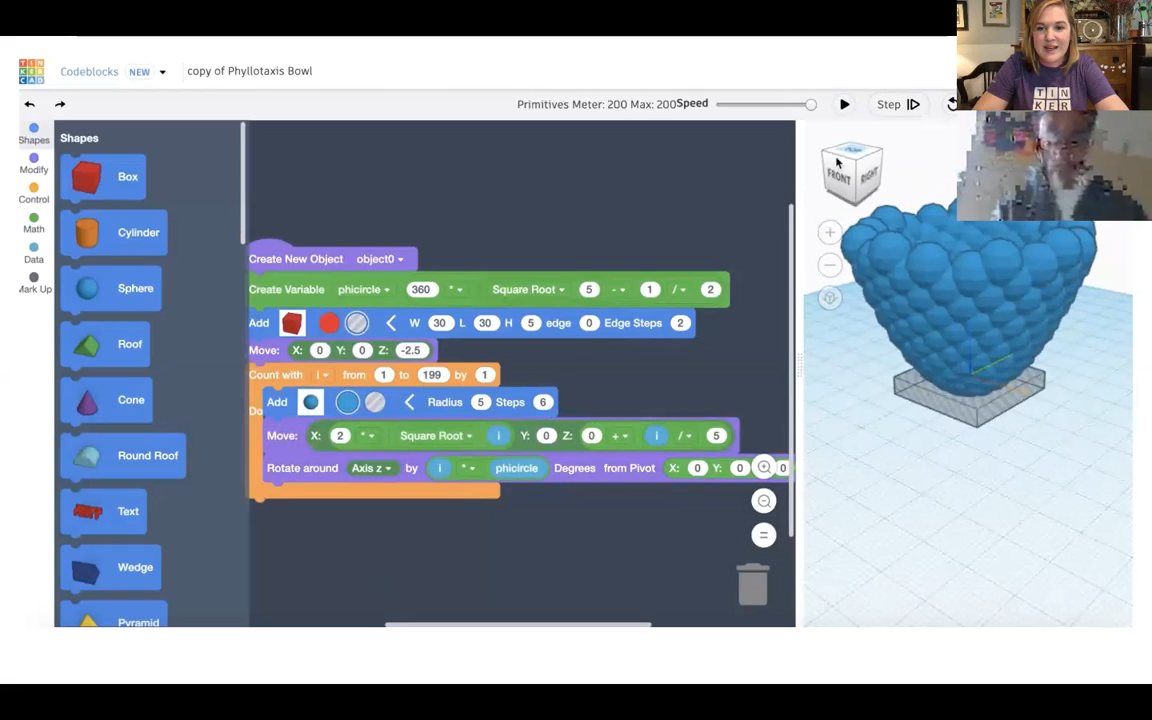 TIN
KER
CAD
Codeblocks NEW copy of Phyllotaxis Bowl
Primitives Meter: 200 Max: 200 Speed Step
Shapes
Modify
Control
Math
Data
Mark Up
Shapes
Box
Cylinder
Sphere
Roof
Cone
Round Roof
Text
Wedge
Pyramid
Create New Object object0
Create Variable phicircle 360 * Square Root 5 - 1 / 2
Add W 30 L 30 H 5 edge 0 Edge Steps 2
Move: X: 0 Y: 0 Z: -2.5
Count with i from 1 to 199 by 1
Add Radius 5 Steps 6
Do
Move: X: 2 * Square Root i Y: 0 Z: 0 + i / 5
Rotate around Axis z by i * phicircle Degrees from Pivot X: 0 Y: 0 0
FRONT
RIGHT
TIN
KER